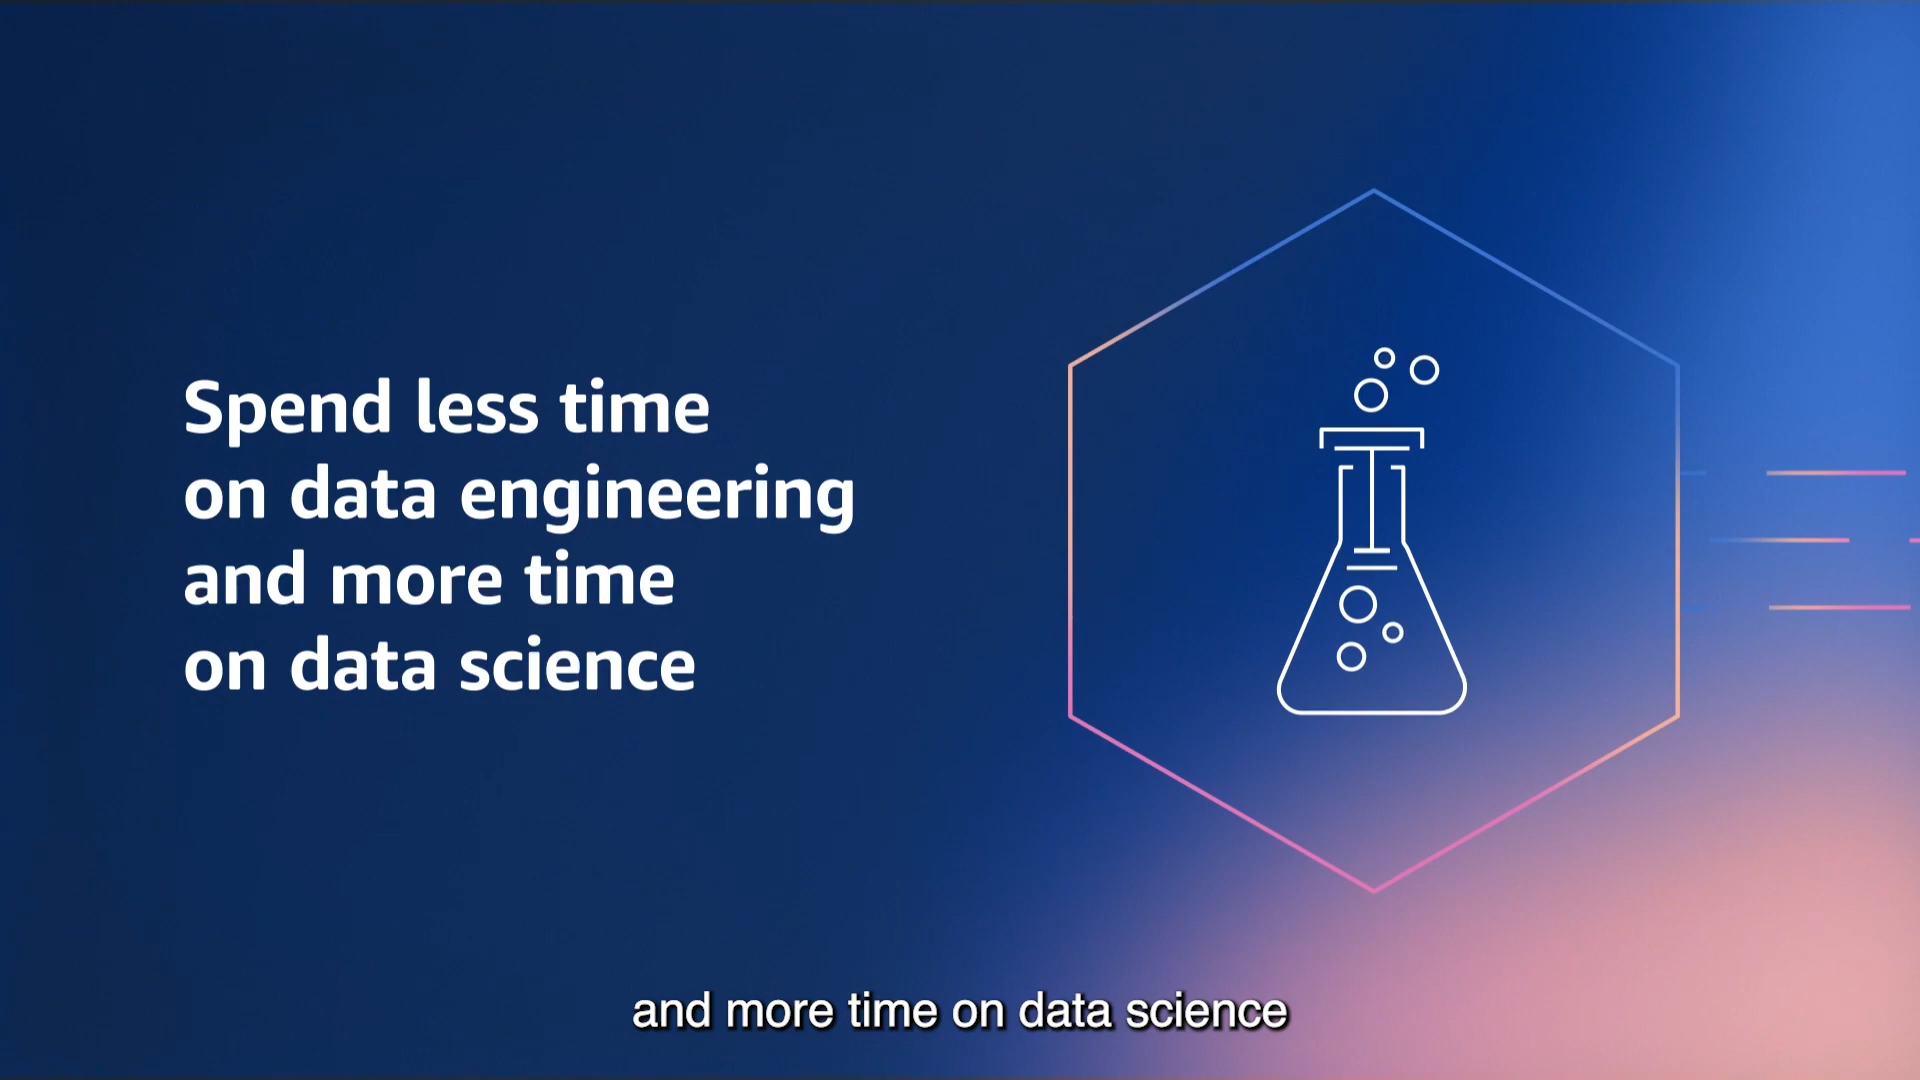 Spend less time
on data engineering
and more time
on data science
and more time on data science